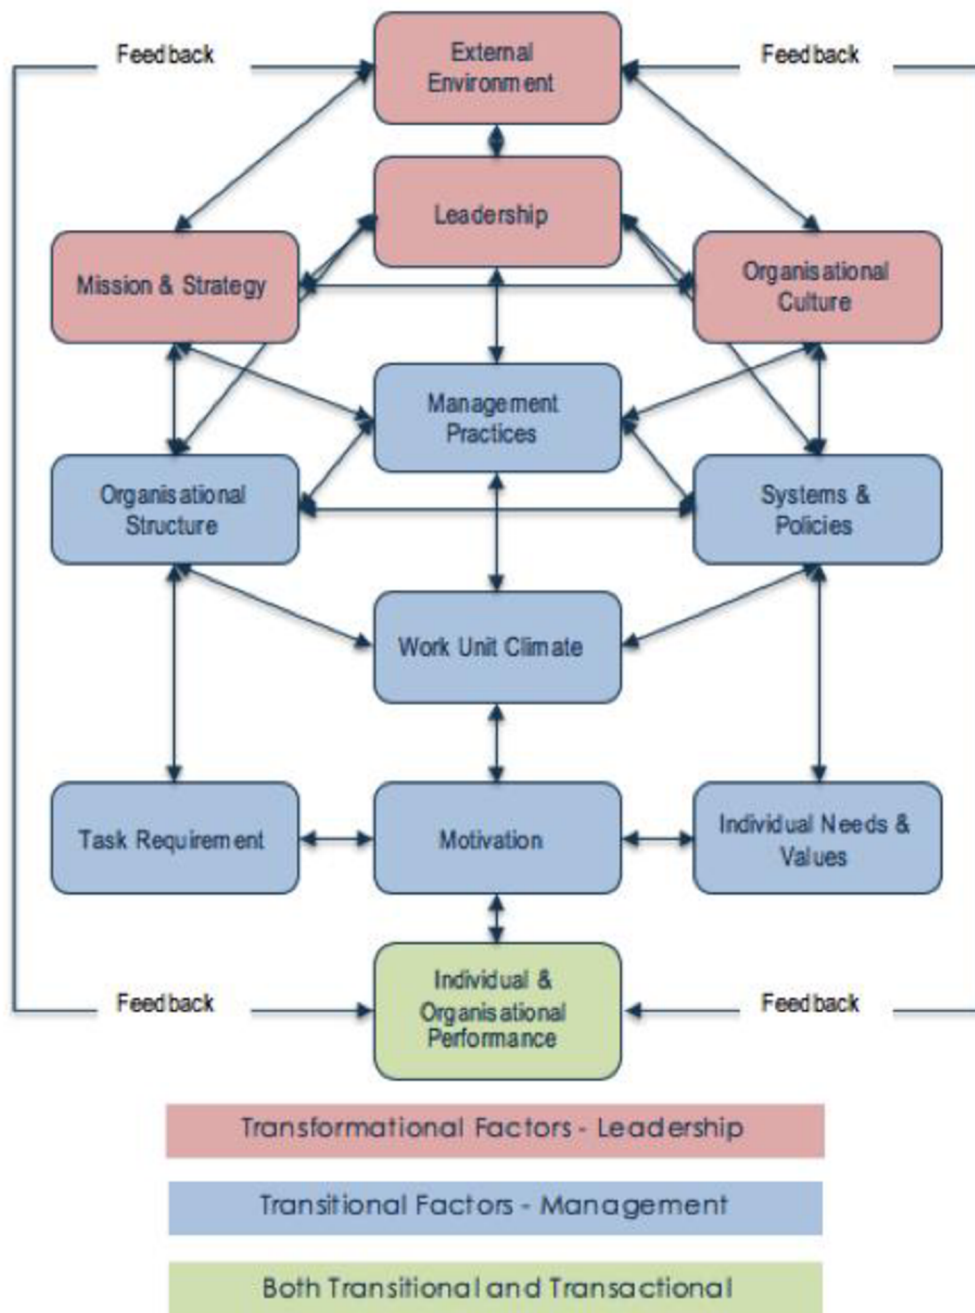 Feedback
External
Environment
Feedback
Leadership
Mission & Strategy
Organisational
Culture
Management
Practices
Organisational
Structure
Systems &
Policies
Work Unit Climate
Task Requirement
Motivation
Individual Needs &
Values
Feedback
Individual &
Organisational
Performance
Feedback
Transformational Factors - Leadership
Transitional Factors - Management
Both Transitional and Transactional